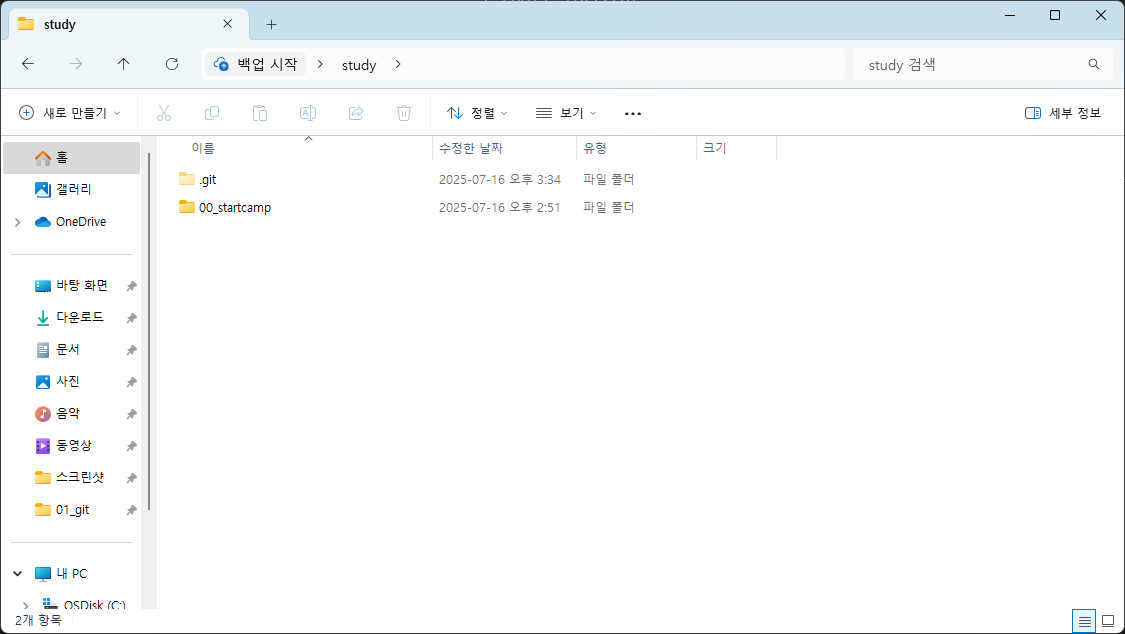 study
백업 시작
study
study 검색
새로 만들기
정렬
보기
세부 정보
홈
갤러리
OneDrive
바탕 화면
다운로드
문서
사진
음악
동영상
스크린샷
01_git
내 PC
OSDisk (C:)
이름 수정한 날짜 유형 크기
.git 2025-07-16 오후 3:34 파일 폴더
00_startcamp 2025-07-16 오후 2:51 파일 폴더
2개 항목